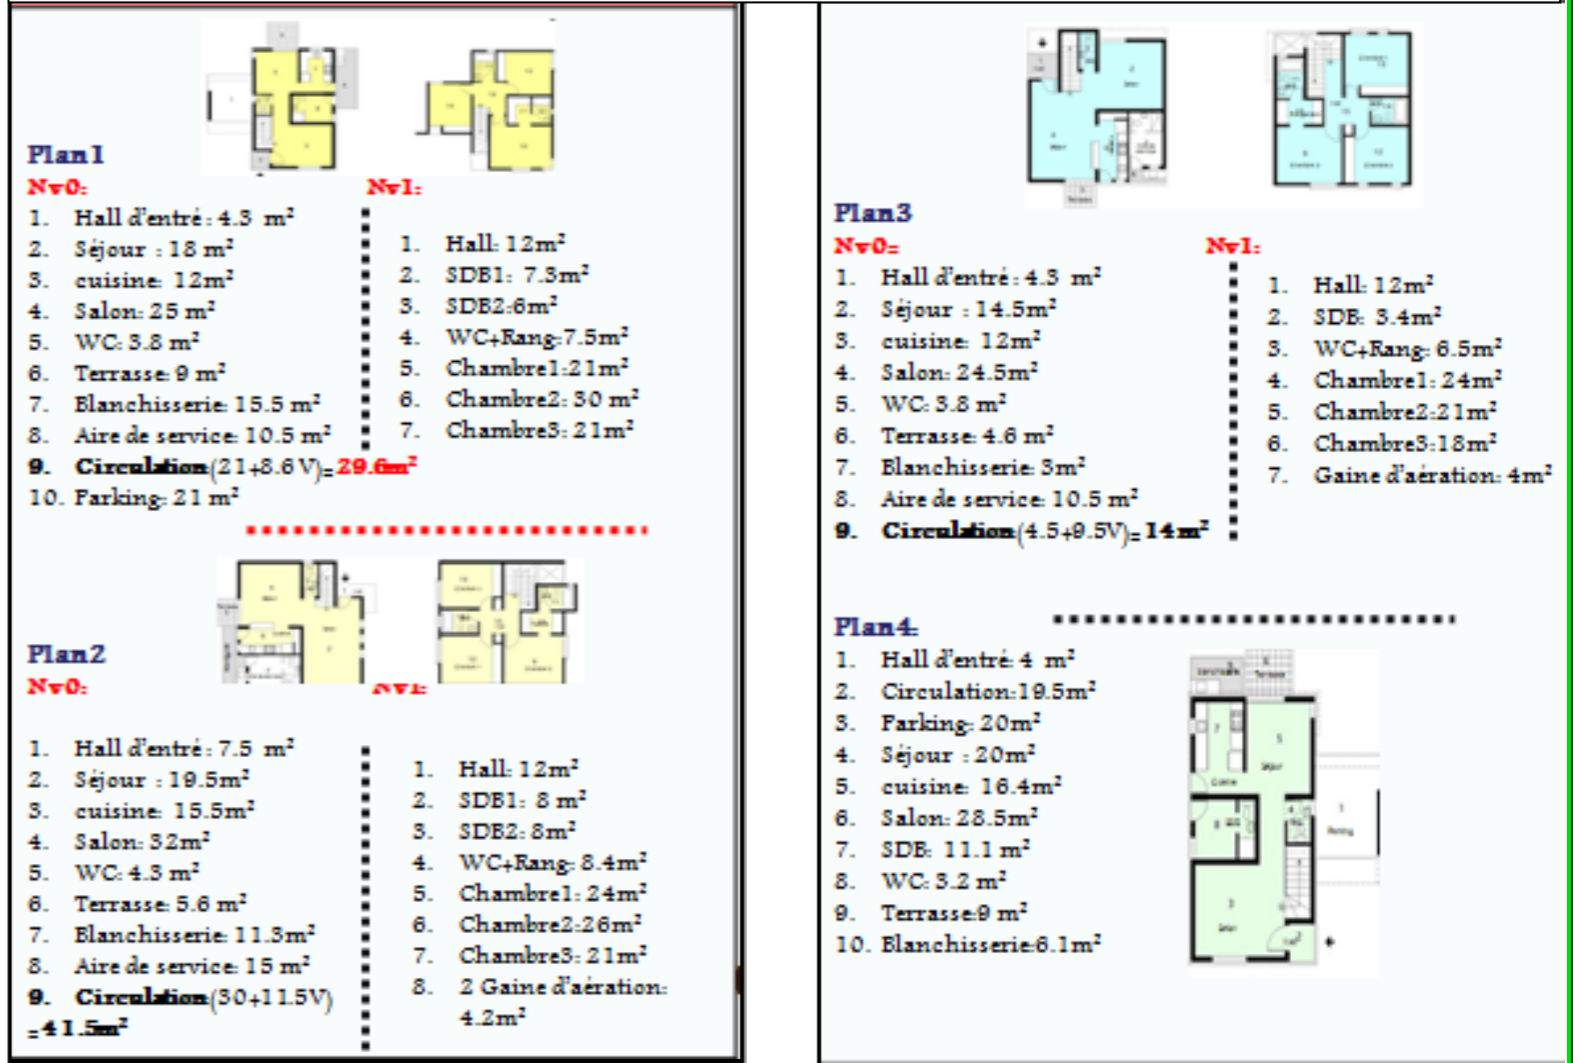 Plan1
Nv0:
1. Hall d'entré : 4.3 m²
2. Séjour : 18 m²
3. cuisine: 12m²
4. Salon: 25 m²
5. WC: 3.8 m²
6. Terrasse: 9 m²
7. Blanchisserie: 15.5 m²
8. Aire de service: 10.5 m²
9. Circulation:(21+8.6 V)=29.6m²
10. Parking: 21 m²
Nv1:
1. Hall: 12m²
2. SDB1: 7.3m²
3. SDB2:6m²
4. WC+Rang:7.5m²
5. Chambre1:21m²
6. Chambre2: 30 m²
7. Chambre3: 21m²
Plan2
Nv0:
1. Hall d'entré : 7.5 m²
2. Séjour : 19.5m²
3. cuisine: 15.5m²
4. Salon: 32m²
5. WC: 4.3 m²
6. Terrasse: 5.6 m²
7. Blanchisserie: 11.3m²
8. Aire de service: 15 m²
9. Circulation:(30+11.5V)
=41.5m²
Nv1:
1. Hall: 12m²
2. SDB1: 8 m²
3. SDB2: 8m²
4. WC+Rang: 8.4m²
5. Chambre1: 24m²
6. Chambre2:26m²
7. Chambre3: 21m²
8. 2 Gaine d'aération:
4.2m²
Plan3
Nv0=
1. Hall d'entré : 4.3 m²
2. Séjour : 14.5m²
3. cuisine: 12m²
4. Salon: 24.5m²
5. WC: 3.8 m²
6. Terrasse: 4.6 m²
7. Blanchisserie: 3m²
8. Aire de service: 10.5 m²
9. Circulation:(4.5+9.5V)=14m²
Nv1:
1. Hall: 12m²
2. SDB: 3.4m²
3. WC+Rang: 6.5m²
4. Chambre1: 24m²
5. Chambre2:21m²
6. Chambre3:18m²
7. Gaine d'aération: 4m²
Plan4:
1. Hall d'entré: 4 m²
2. Circulation:19.5m²
3. Parking: 20m²
4. Séjour : 20m²
5. cuisine: 16.4m²
6. Salon: 28.5m²
7. SDB: 11.1 m²
8. WC: 3.2 m²
9. Terrasse:9 m²
10. Blanchisserie:6.1m²